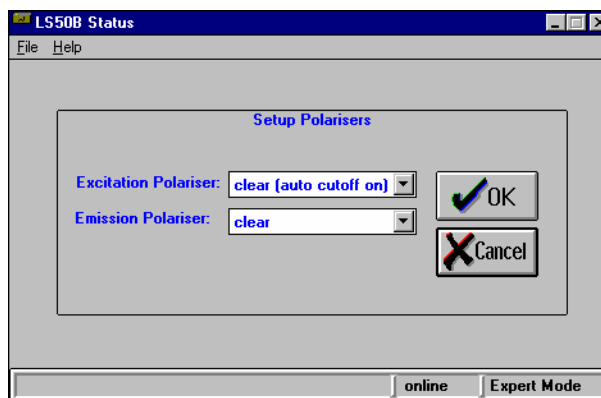 LS50B Status
File Help
Setup Polarisers
Excitation Polariser: clear (auto cutoff on)
OK
Emission Polariser: clear
Cancel
online Expert Mode